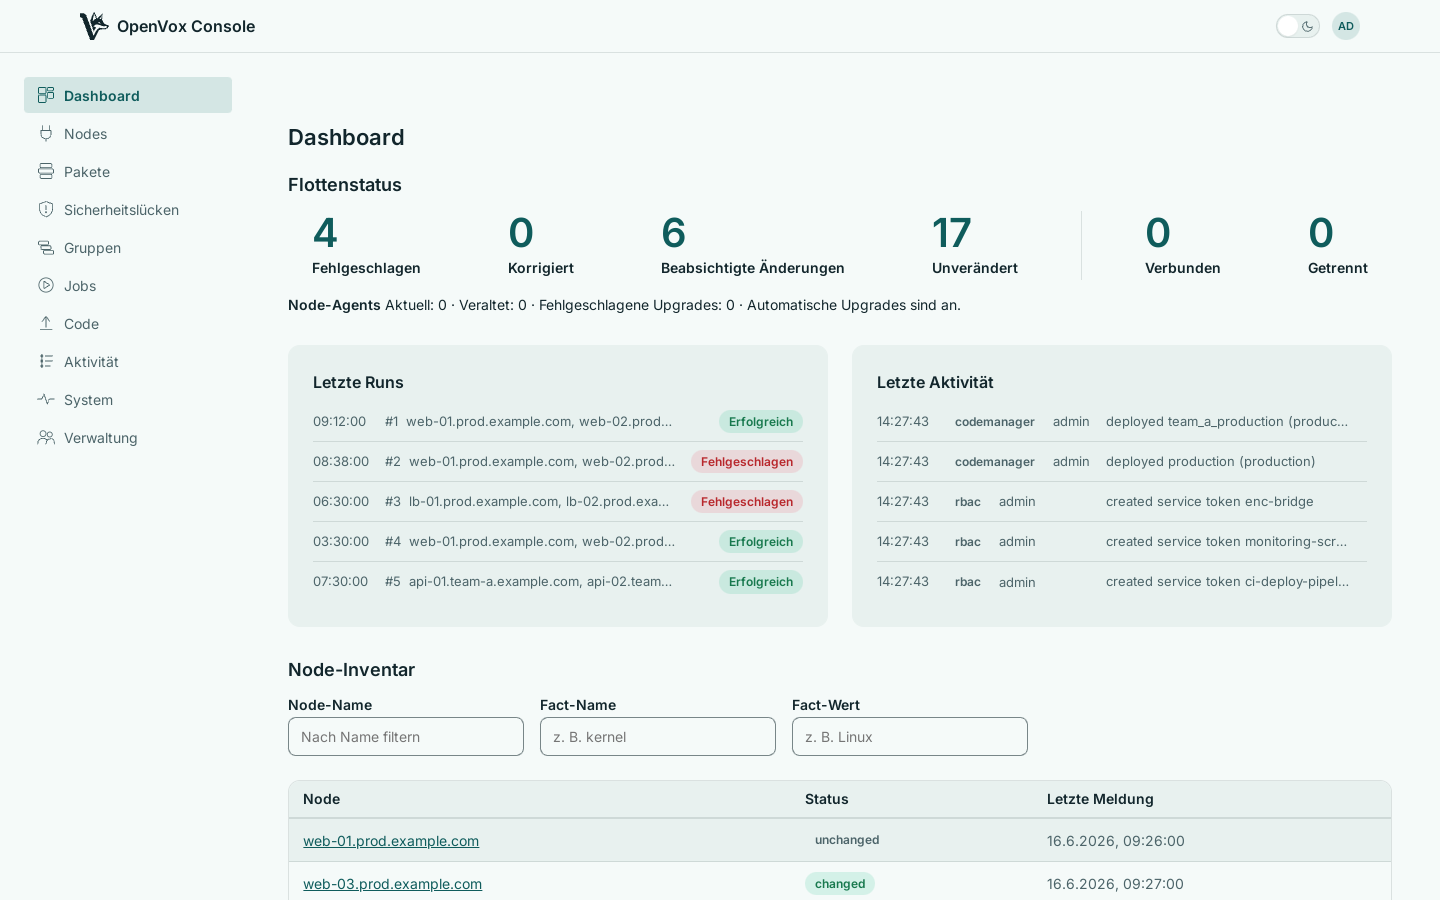 OpenVox Console
AD
Dashboard
Nodes
Pakete
Sicherheitslücken
Gruppen
Jobs
Code
Aktivität
System
Verwaltung
Dashboard
Flottenstatus
4 0 6 17 0 0
Fehlgeschlagen Korrigiert Beabsichtigte Änderungen Unverändert Verbunden Getrennt
Node-Agents Aktuell: 0 · Veraltet: 0 · Fehlgeschlagene Upgrades: 0 · Automatische Upgrades sind an.
Letzte Runs
09:12:00 #1 web-01.prod.example.com, web-02.prod... Erfolgreich
08:38:00 #2 web-01.prod.example.com, web-02.prod... Fehlgeschlagen
06:30:00 #3 lb-01.prod.example.com, lb-02.prod.exa... Fehlgeschlagen
03:30:00 #4 web-01.prod.example.com, web-02.prod... Erfolgreich
07:30:00 #5 api-01.team-a.example.com, api-02.team... Erfolgreich
Letzte Aktivität
14:27:43 codemanager admin deployed team_a_production (produc...
14:27:43 codemanager admin deployed production (production)
14:27:43 rbac admin created service token enc-bridge
14:27:43 rbac admin created service token monitoring-scr...
14:27:43 rbac admin created service token ci-deploy-pipel...
Node-Inventar
Node-Name Fact-Name Fact-Wert
Nach Name filtern z. B. kernel z. B. Linux
Node Status Letzte Meldung
web-01.prod.example.com unchanged 16.6.2026, 09:26:00
web-03.prod.example.com changed 16.6.2026, 09:27:00